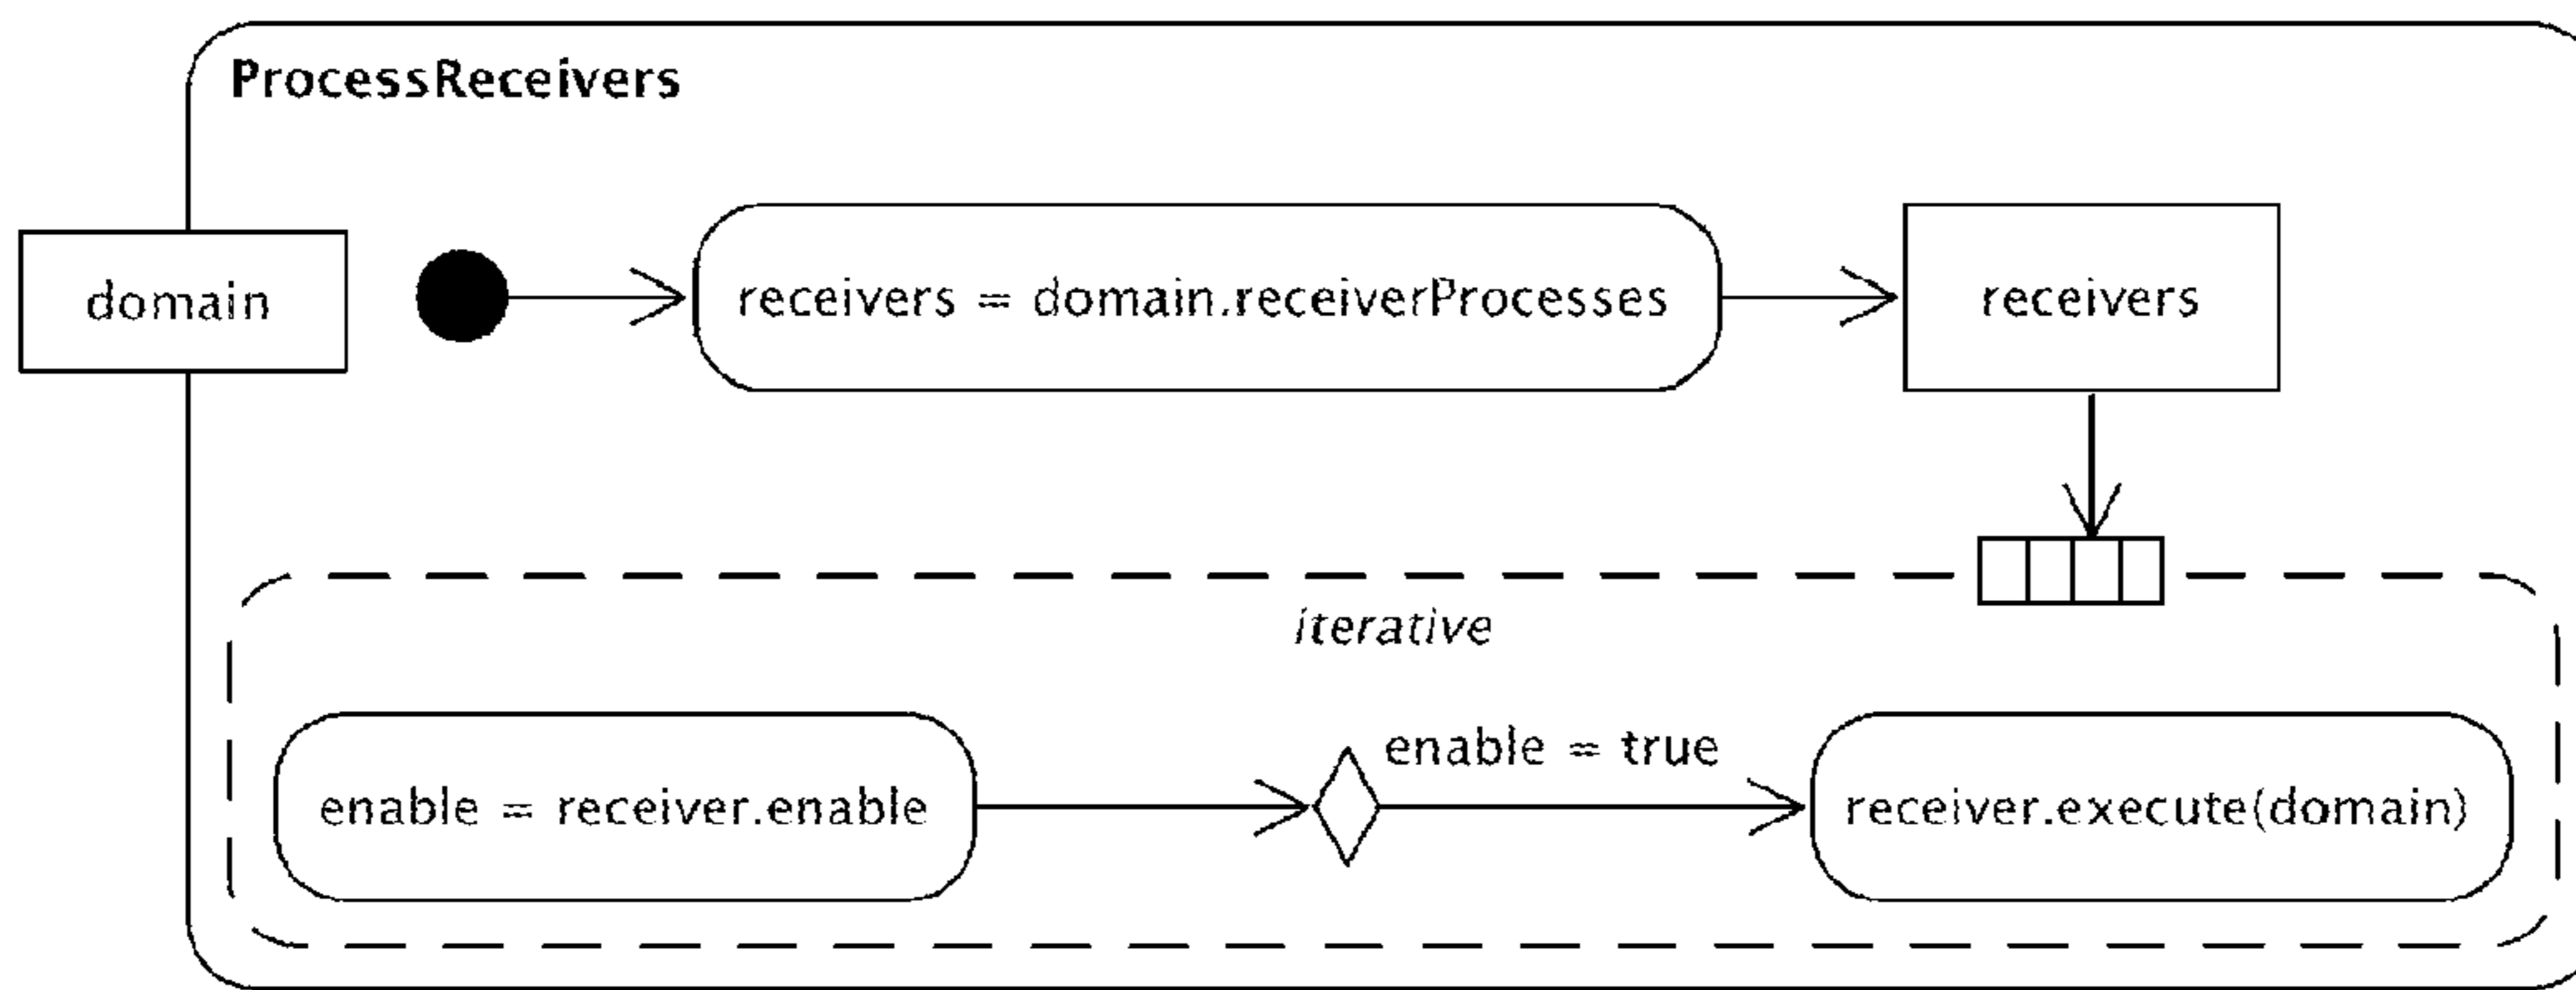 ProcessReceivers
domain
receivers = domain.receiverProcesses
receivers
iterative
enable = receiver.enable
enable = true
receiver.execute(domain)